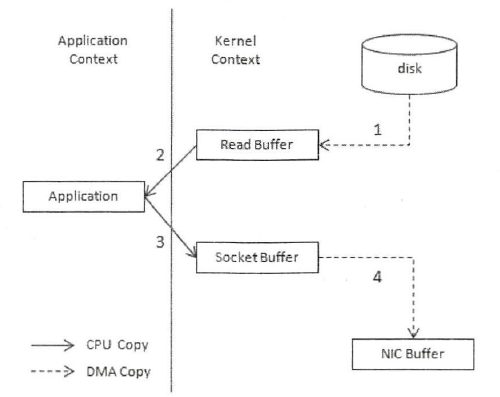 Application
Context
Kernel
Context
disk
1
Read Buffer
2
Application
3
Socket Buffer
4
NIC Buffer
CPU Copy
DMA Copy